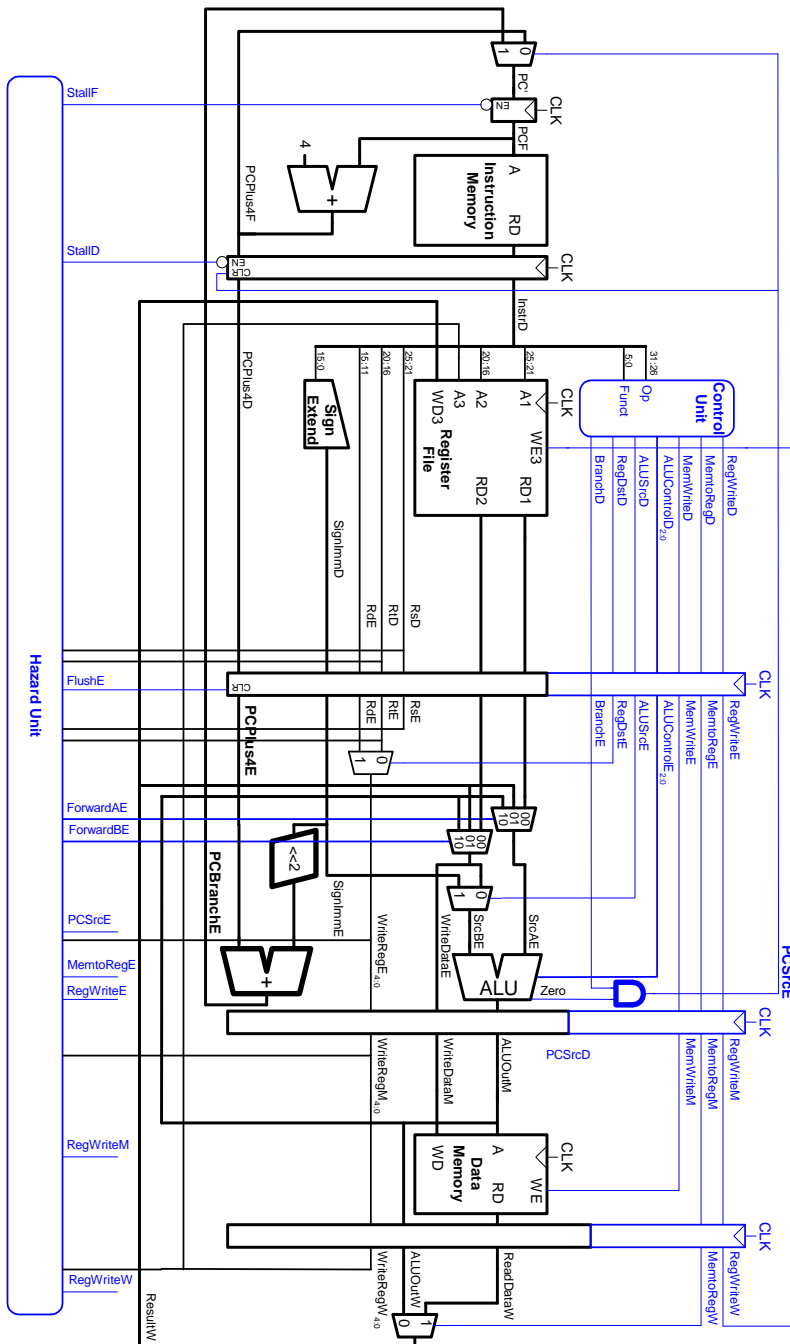 CLK
PC'
EN
0
1
PCF
StallF
A
RD
Instruction
Memory
4
+
PCPlus4F
CLK
EN
CLR
StallD
InstrD
PCPlus4D
31:26
5:0
25:21
20:16
25:21
20:16
15:11
15:0
Control
Unit
Op
Funct
RegWriteD
MemtoRegD
MemWriteD
ALUControlD2:0
ALUSrcD
RegDstD
BranchD
CLK
WE3
A1
A2
A3
WD3
RD1
RD2
Register
File
Sign
Extend
SignImmD
RsD
RtD
RdE
CLK
CLR
FlushE
RegWriteE
MemtoRegE
MemWriteE
ALUControlE2:0
ALUSrcE
RegDstE
BranchE
RsE
RtE
RdE
PCPlus4E
0
1
00
01
10
00
01
10
ForwardAE
ForwardBE
<<2
SignImmE
0
1
SrcAE
SrcBE
WriteDataE
WriteRegE4:0
PCBranchE
+
ALU
Zero
PCSrcE
PCSrcE
MemtoRegE
RegWriteE
CLK
PCSrcD
RegWriteM
MemtoRegM
MemWriteM
ALUOutM
WriteDataM
WriteRegM4:0
RegWriteM
CLK
WE
A
RD
WD
Data
Memory
CLK
RegWriteW
MemtoRegW
ReadDataW
ALUOutW
WriteRegW4:0
1
0
RegWriteW
ResultW
Hazard Unit